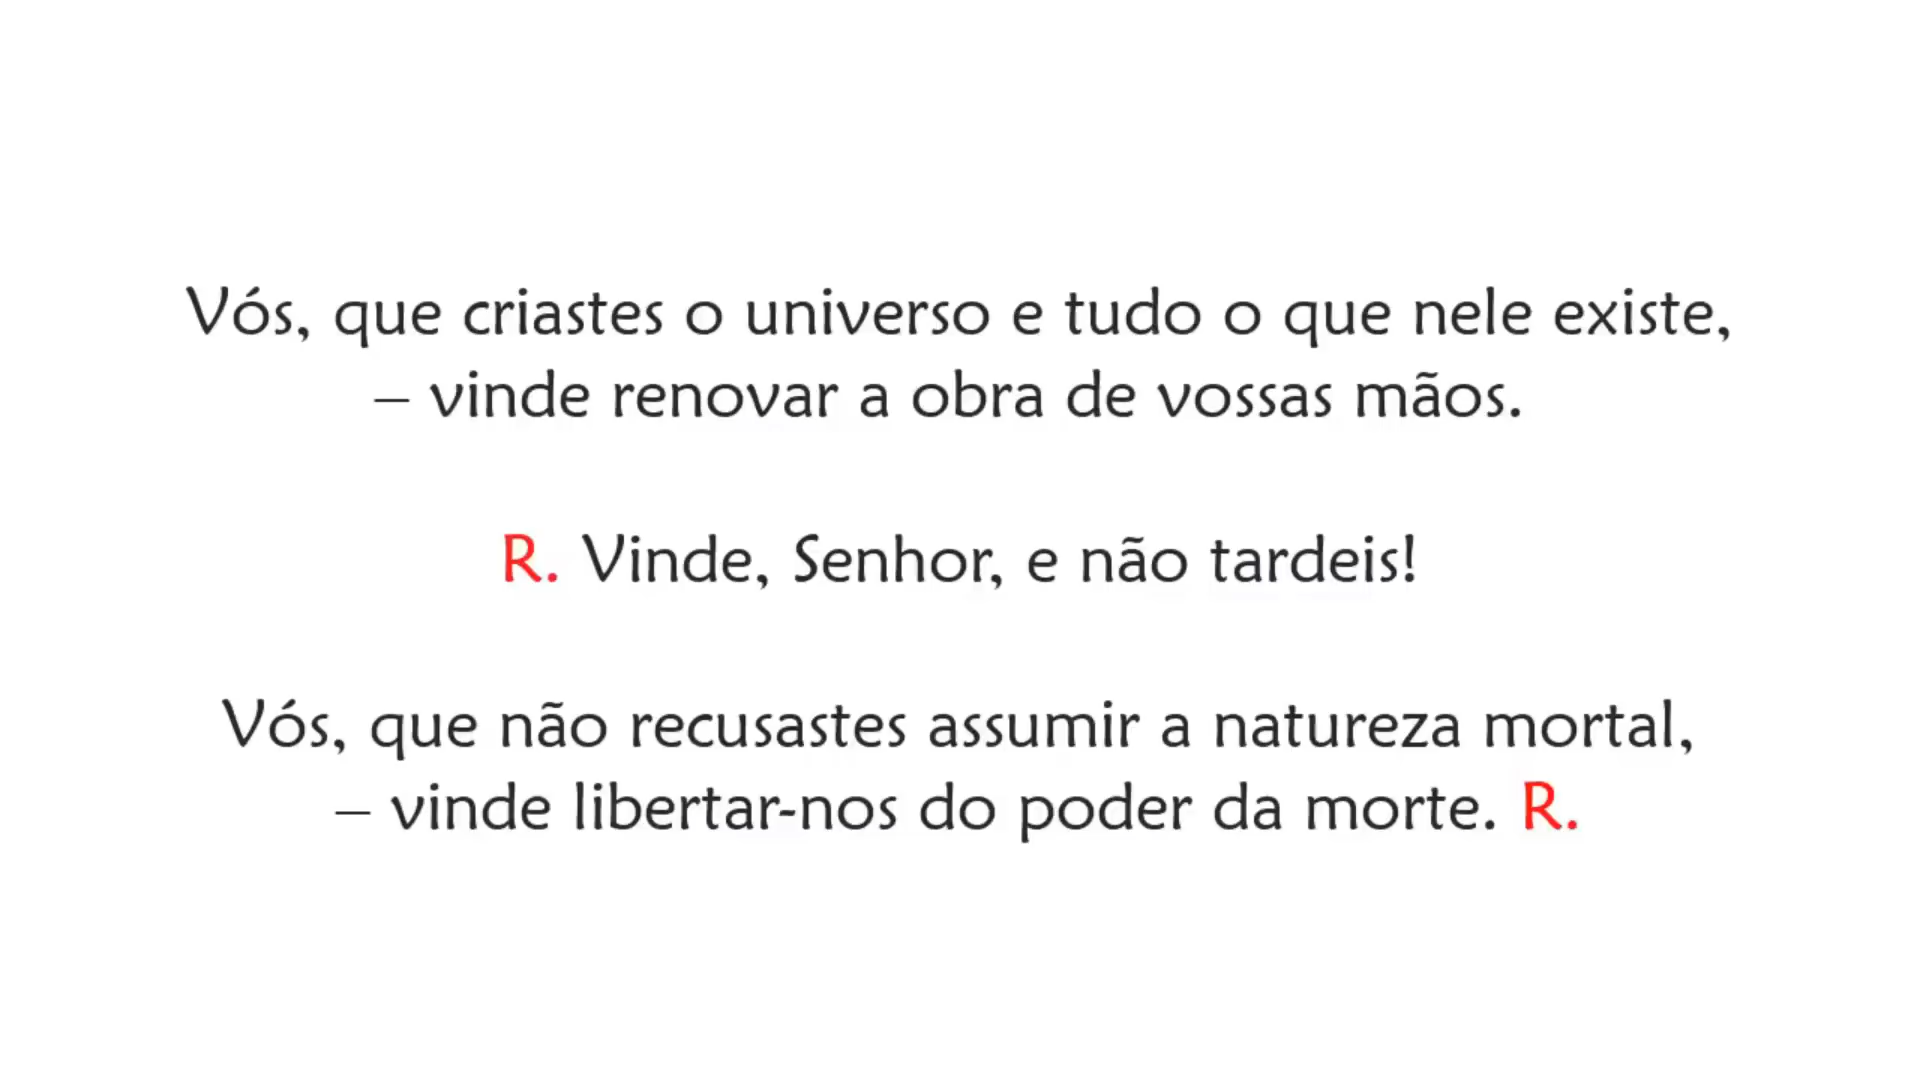 Vós, que criastes o universo e tudo o que nele existe,
– vinde renovar a obra de vossas mãos.
R. Vinde, Senhor, e não tardeis!
Vós, que não recusastes assumir a natureza mortal,
– vinde libertar-nos do poder da morte. R.